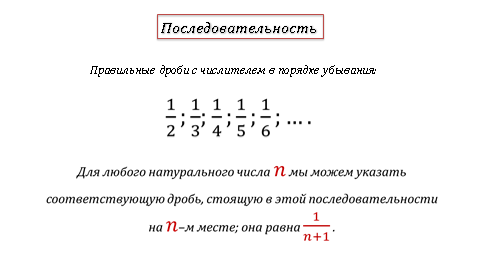 Последовательность
Правильные дроби с числителем в порядке убывания:
1/2 ; 1/3 ; 1/4 ; 1/5 ; 1/6 ; … .
Для любого натурального числа n мы можем указать
соответствующую дробь, стоящую в этой последовательности
на n–м месте; она равна 1/(n+1) .